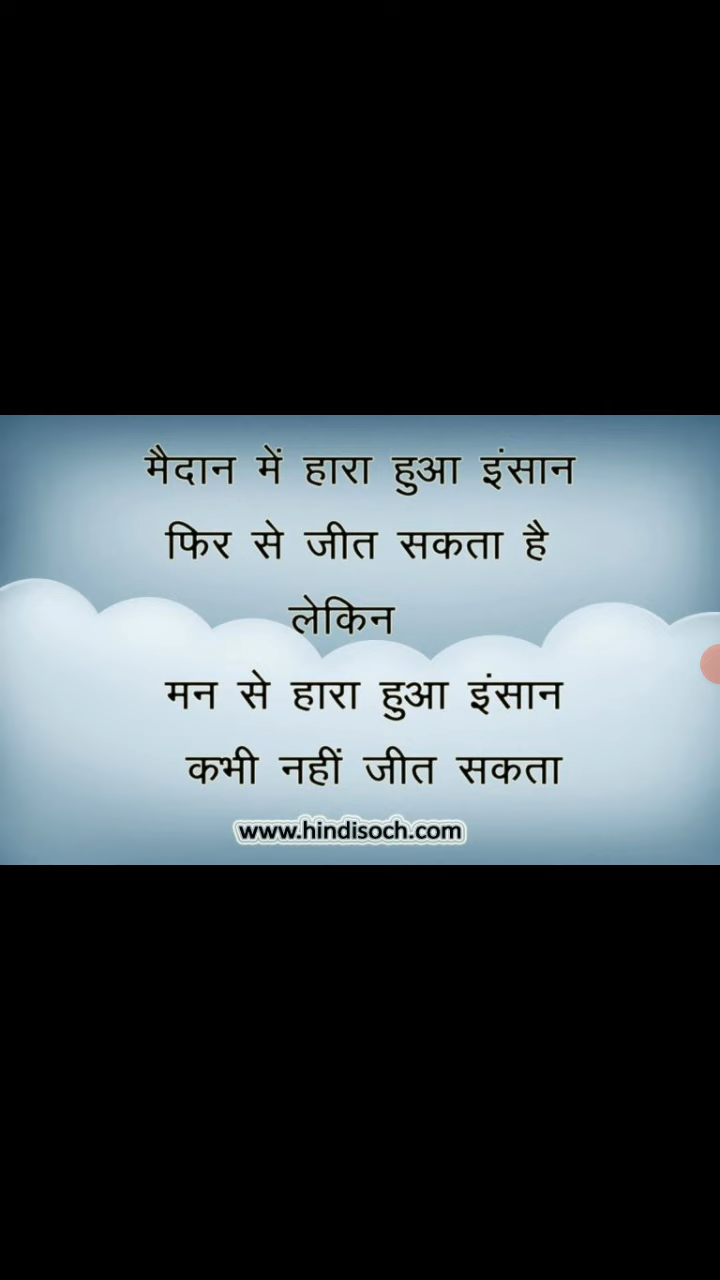 मैदान में हारा हुआ इंसान
फिर से जीत सकता है
लेकिन
मन से हारा हुआ इंसान
कभी नहीं जीत सकता
www.hindisoch.com